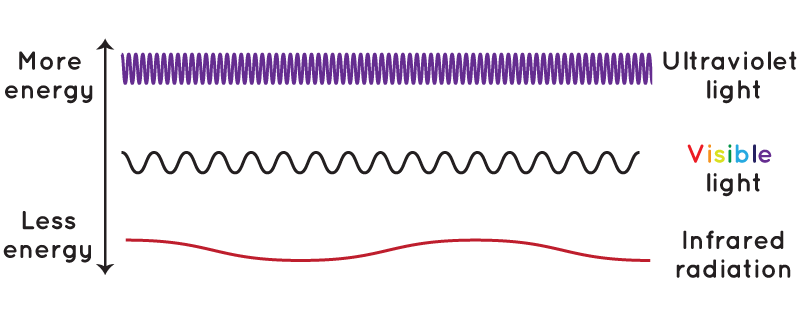 More
energy
Ultraviolet
light
Visible
light
Less
energy
Infrared
radiation